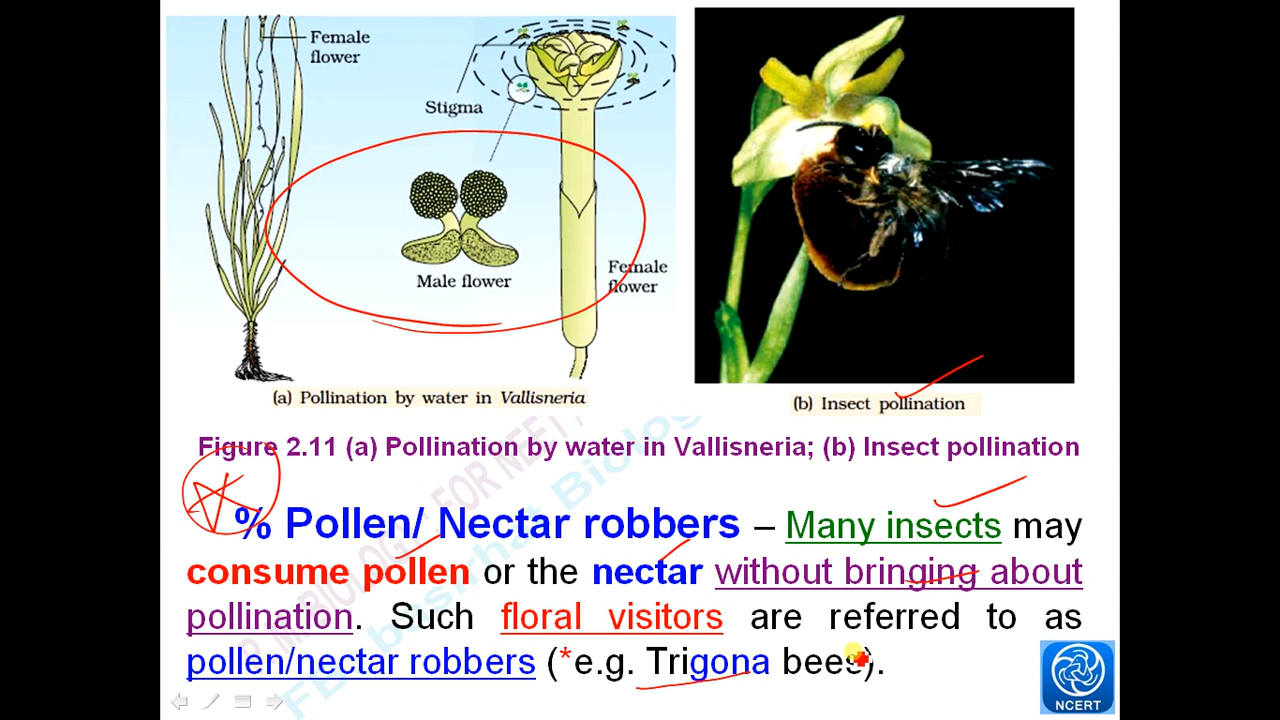 Female
flower
Stigma
Male flower
Female
flower
(a) Pollination by water in Vallisneria
(b) Insect pollination
Figure 2.11 (a) Pollination by water in Vallisneria; (b) Insect pollination
% Pollen/ Nectar robbers – Many insects may
consume pollen or the nectar without bringing about
pollination. Such floral visitors are referred to as
pollen/nectar robbers (*e.g. Trigona bees).
NCERT